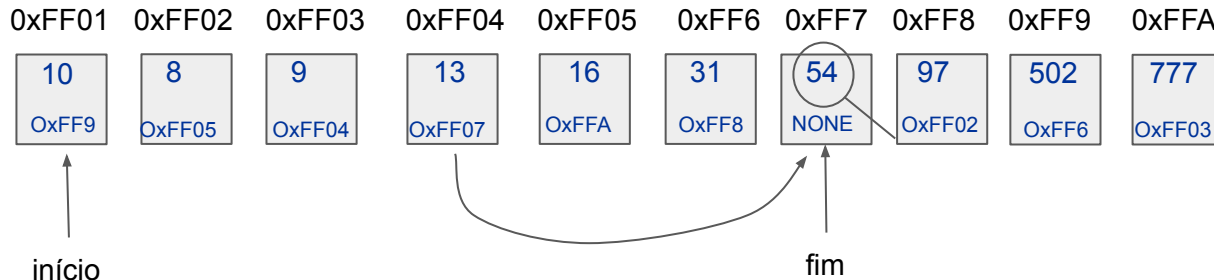 0xFF01 0xFF02 0xFF03 0xFF04 0xFF05 0xFF6 0xFF7 0xFF8 0xFF9 0xFFA
10 8 9 13 16 31 54 97 502 777
OxFF9 OxFF05 OxFF04 OxFF07 OxFFA OxFF8 NONE OxFF02 OxFF6 OxFF03
início fim